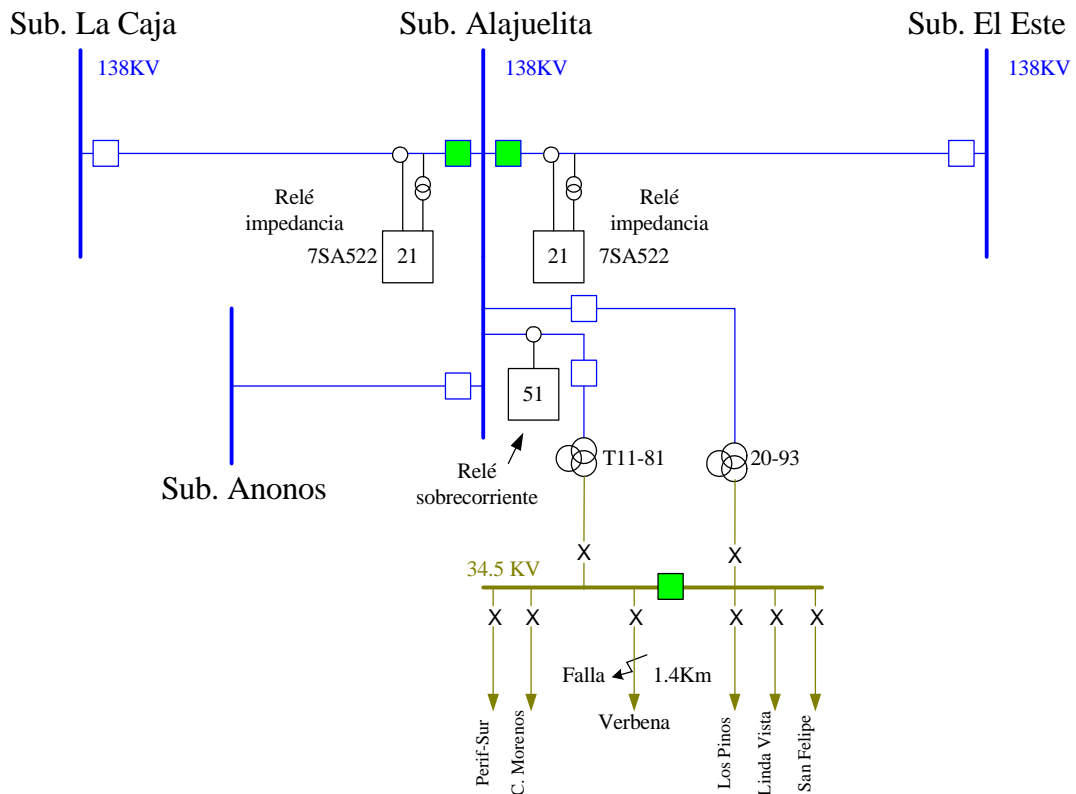 Sub. La Caja
Sub. Alajuelita
Sub. El Este
138KV
138KV
138KV
Relé
impedancia
7SA522
21
21
Relé
impedancia
7SA522
51
Relé
sobrecorriente
Sub. Anonos
T11-81
20-93
X
X
34.5 KV
X
X
X
X
X
X
Falla
1.4Km
Verbena
Perif-Sur
C. Morenos
Los Pinos
Linda Vista
San Felipe